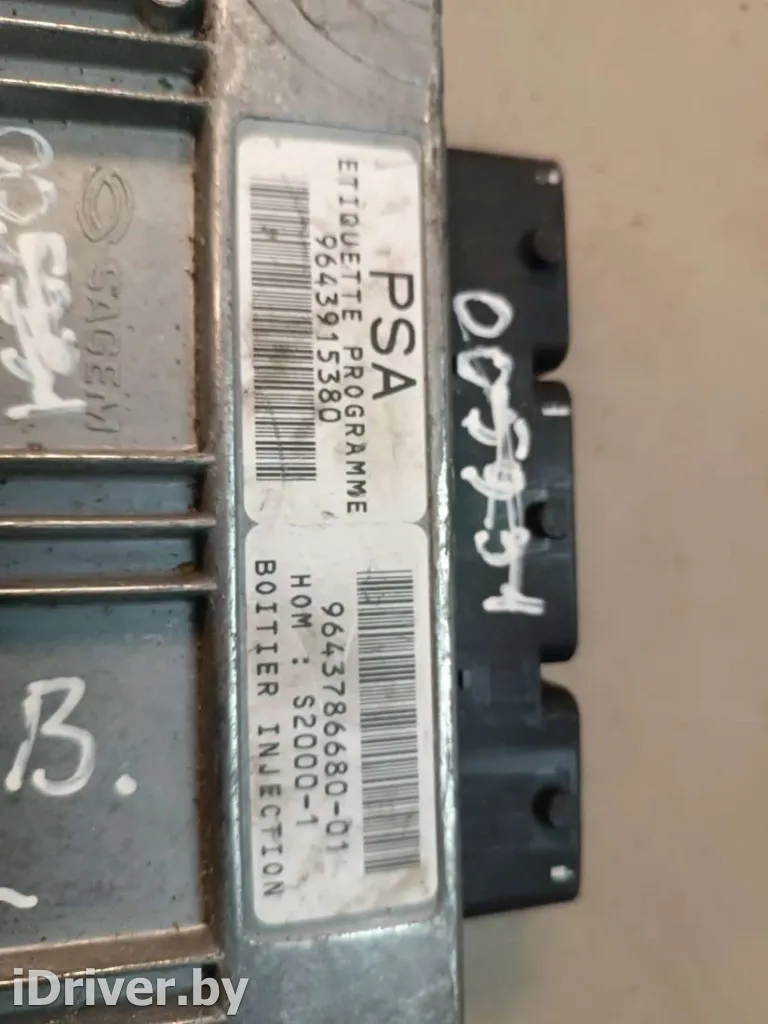 PSA
ETIQUETTE PROGRAMME
9643915380
9643786680-01
HOM : S2000-1
BOITIER INJECTION
SAGEM
B.
iDriver.by